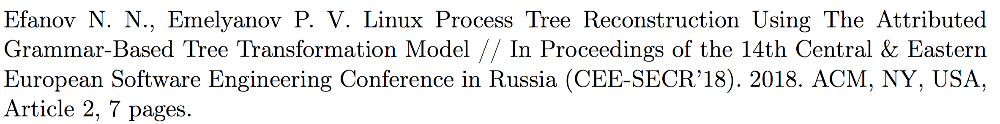 Efanov N. N., Emelyanov P. V. Linux Process Tree Reconstruction Using The Attributed
Grammar-Based Tree Transformation Model // In Proceedings of the 14th Central & Eastern
European Software Engineering Conference in Russia (CEE-SECR’18). 2018. ACM, NY, USA,
Article 2, 7 pages.